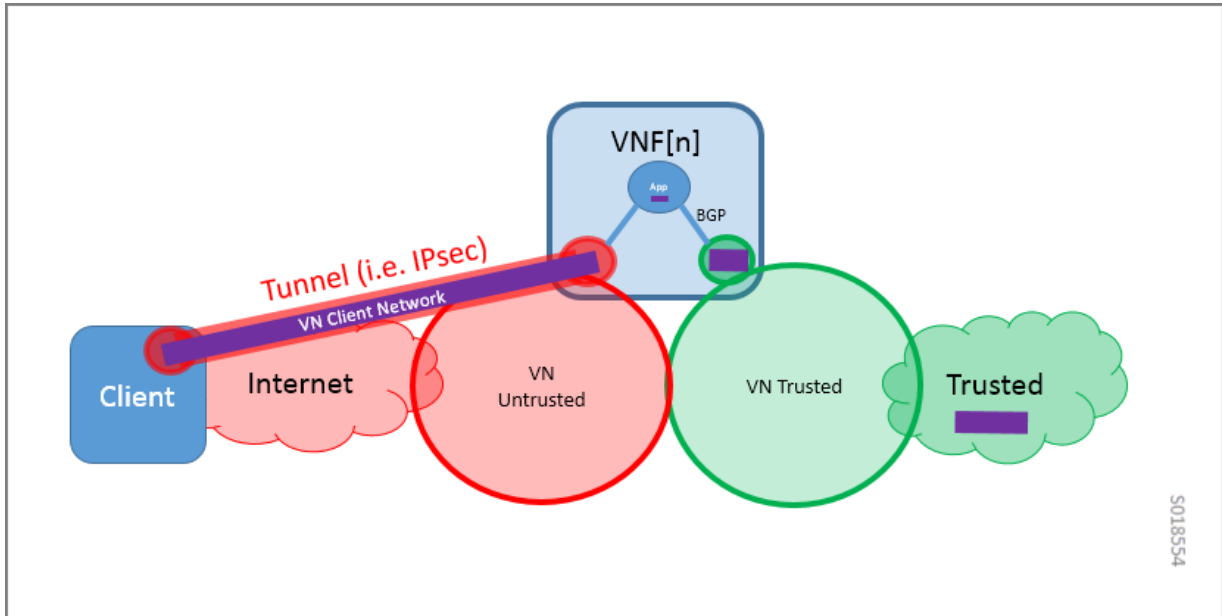 VNF[n]
App
BGP
Tunnel (i.e. IPsec)
VN Client Network
Client
Internet
VN
Untrusted
VN Trusted
Trusted
S018554